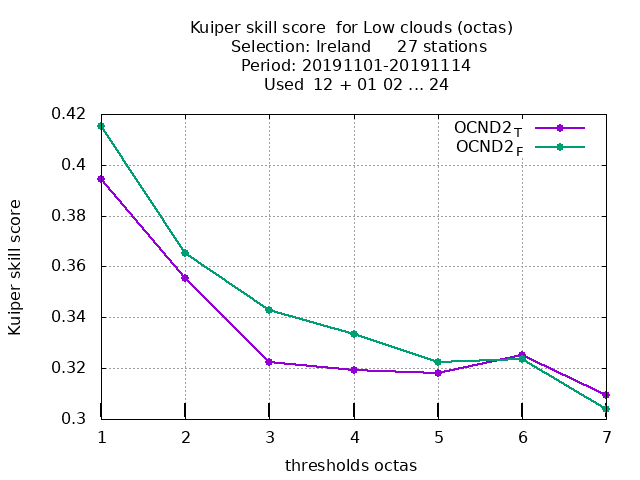 Kuiper skill score  for Low clouds (octas)
Selection: Ireland     27 stations
Period: 20191101-20191114
Used  12 + 01 02 ... 24
OCND2_T
OCND2_F
0.42
0.4
0.38
0.36
0.34
0.32
0.3
Kuiper skill score
1 2 3 4 5 6 7
thresholds octas